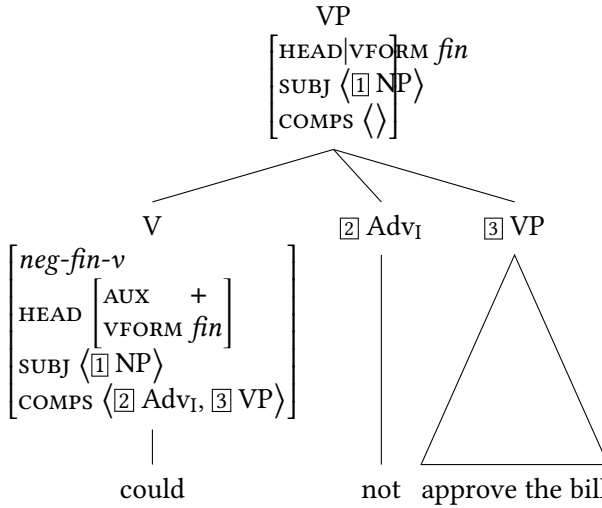 VP
HEAD|VFORM fin
SUBJ ⟨1 NP⟩
COMPS ⟨⟩
V 2 AdvI 3 VP
neg-fin-v
HEAD [AUX +
VFORM fin]
SUBJ ⟨1 NP⟩
COMPS ⟨2 AdvI, 3 VP⟩
could not approve the bill